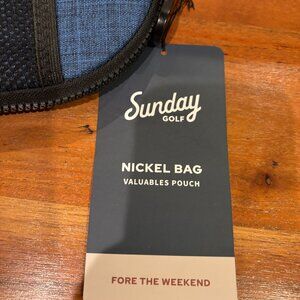 Sunday
GOLF
NICKEL BAG
VALUABLES POUCH
FORE THE WEEKEND